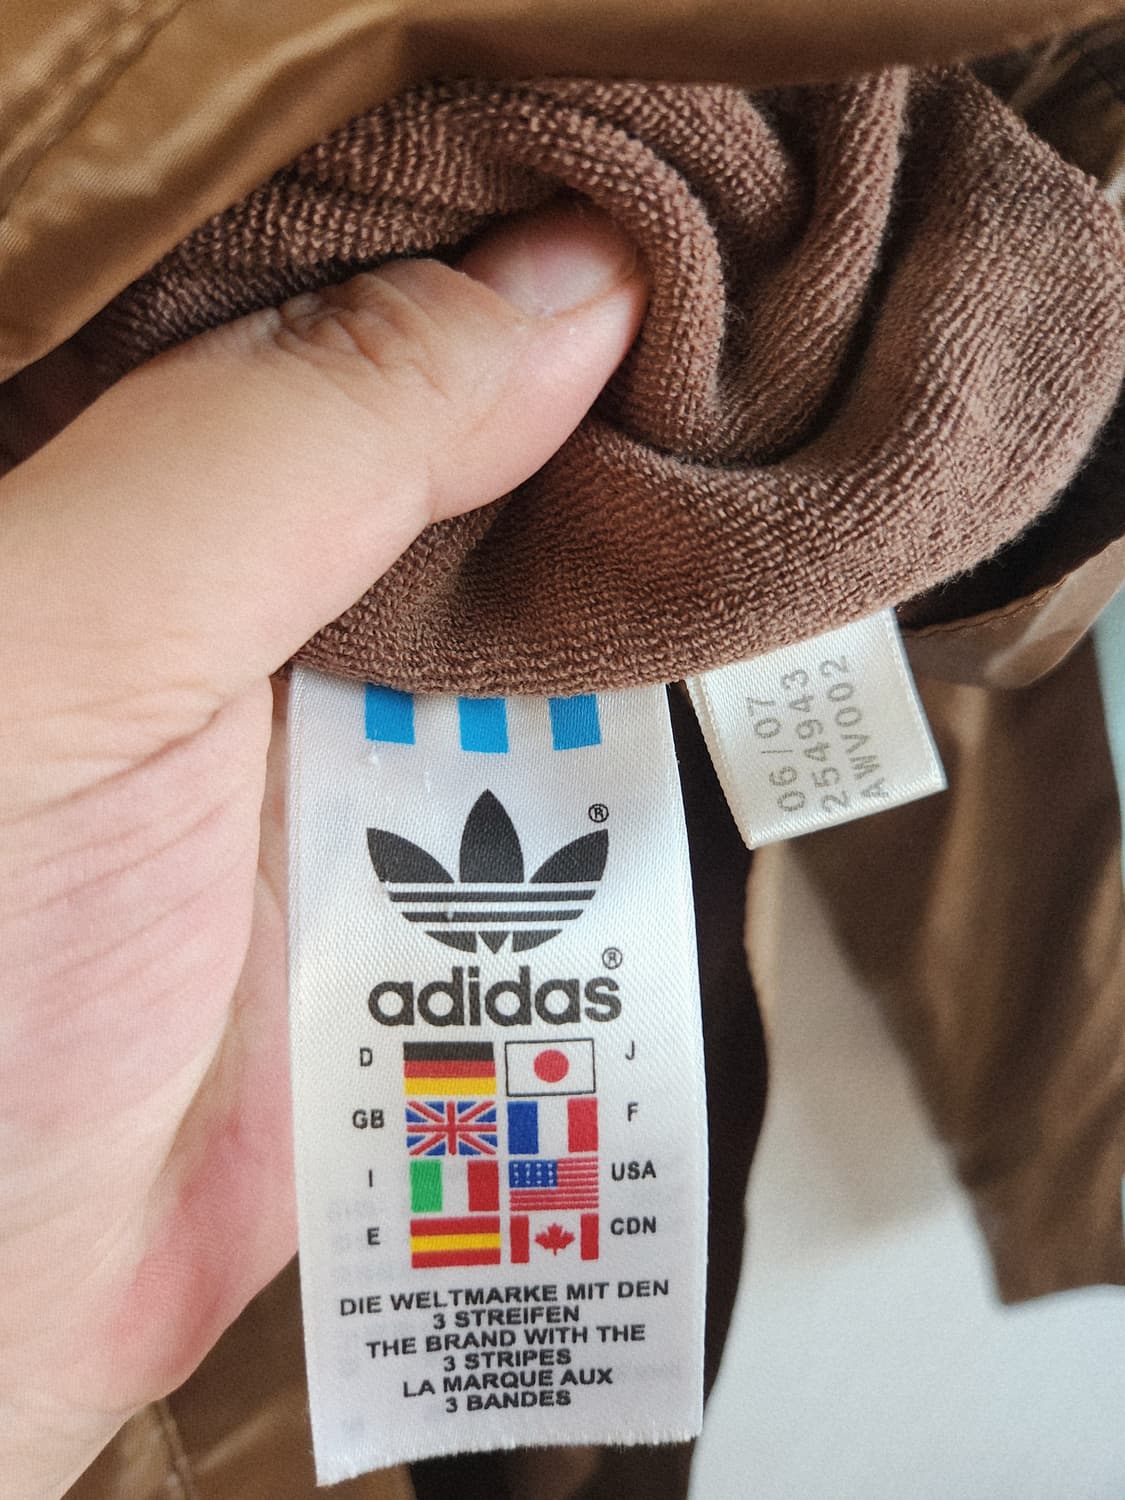 ®
adidas®
D J
GB F
I USA
E CDN
DIE WELTMARKE MIT DEN
3 STREIFEN
THE BRAND WITH THE
3 STRIPES
LA MARQUE AUX
3 BANDES
06/07
254943
AWV002